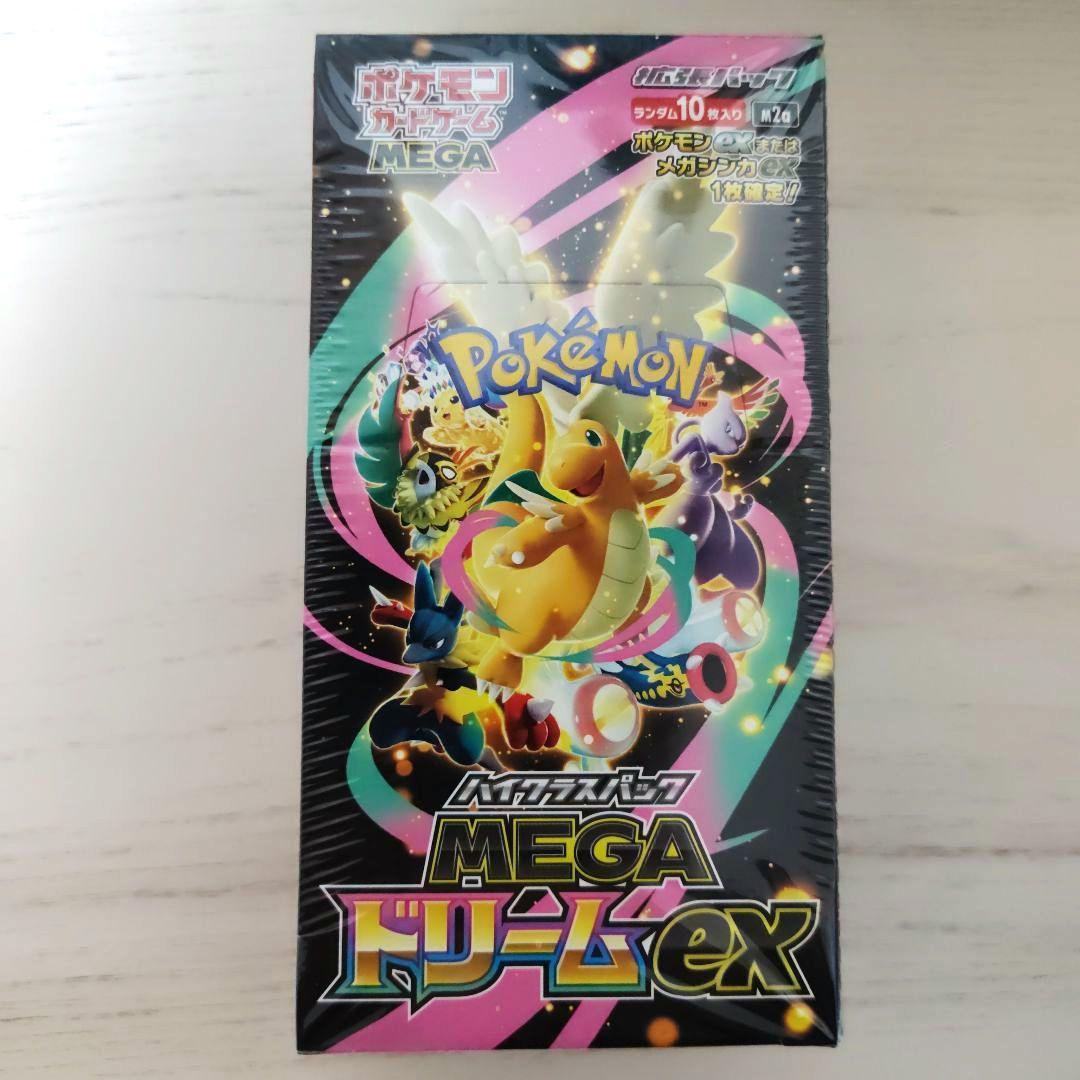 ポケモン
カードゲーム™
MEGA
拡張パック
ランダム10枚入り M2a
ポケモンexまたは
メガシンカex
1枚確定!
POKÉMON™
ハイクラスパック
MEGA
ドリームex